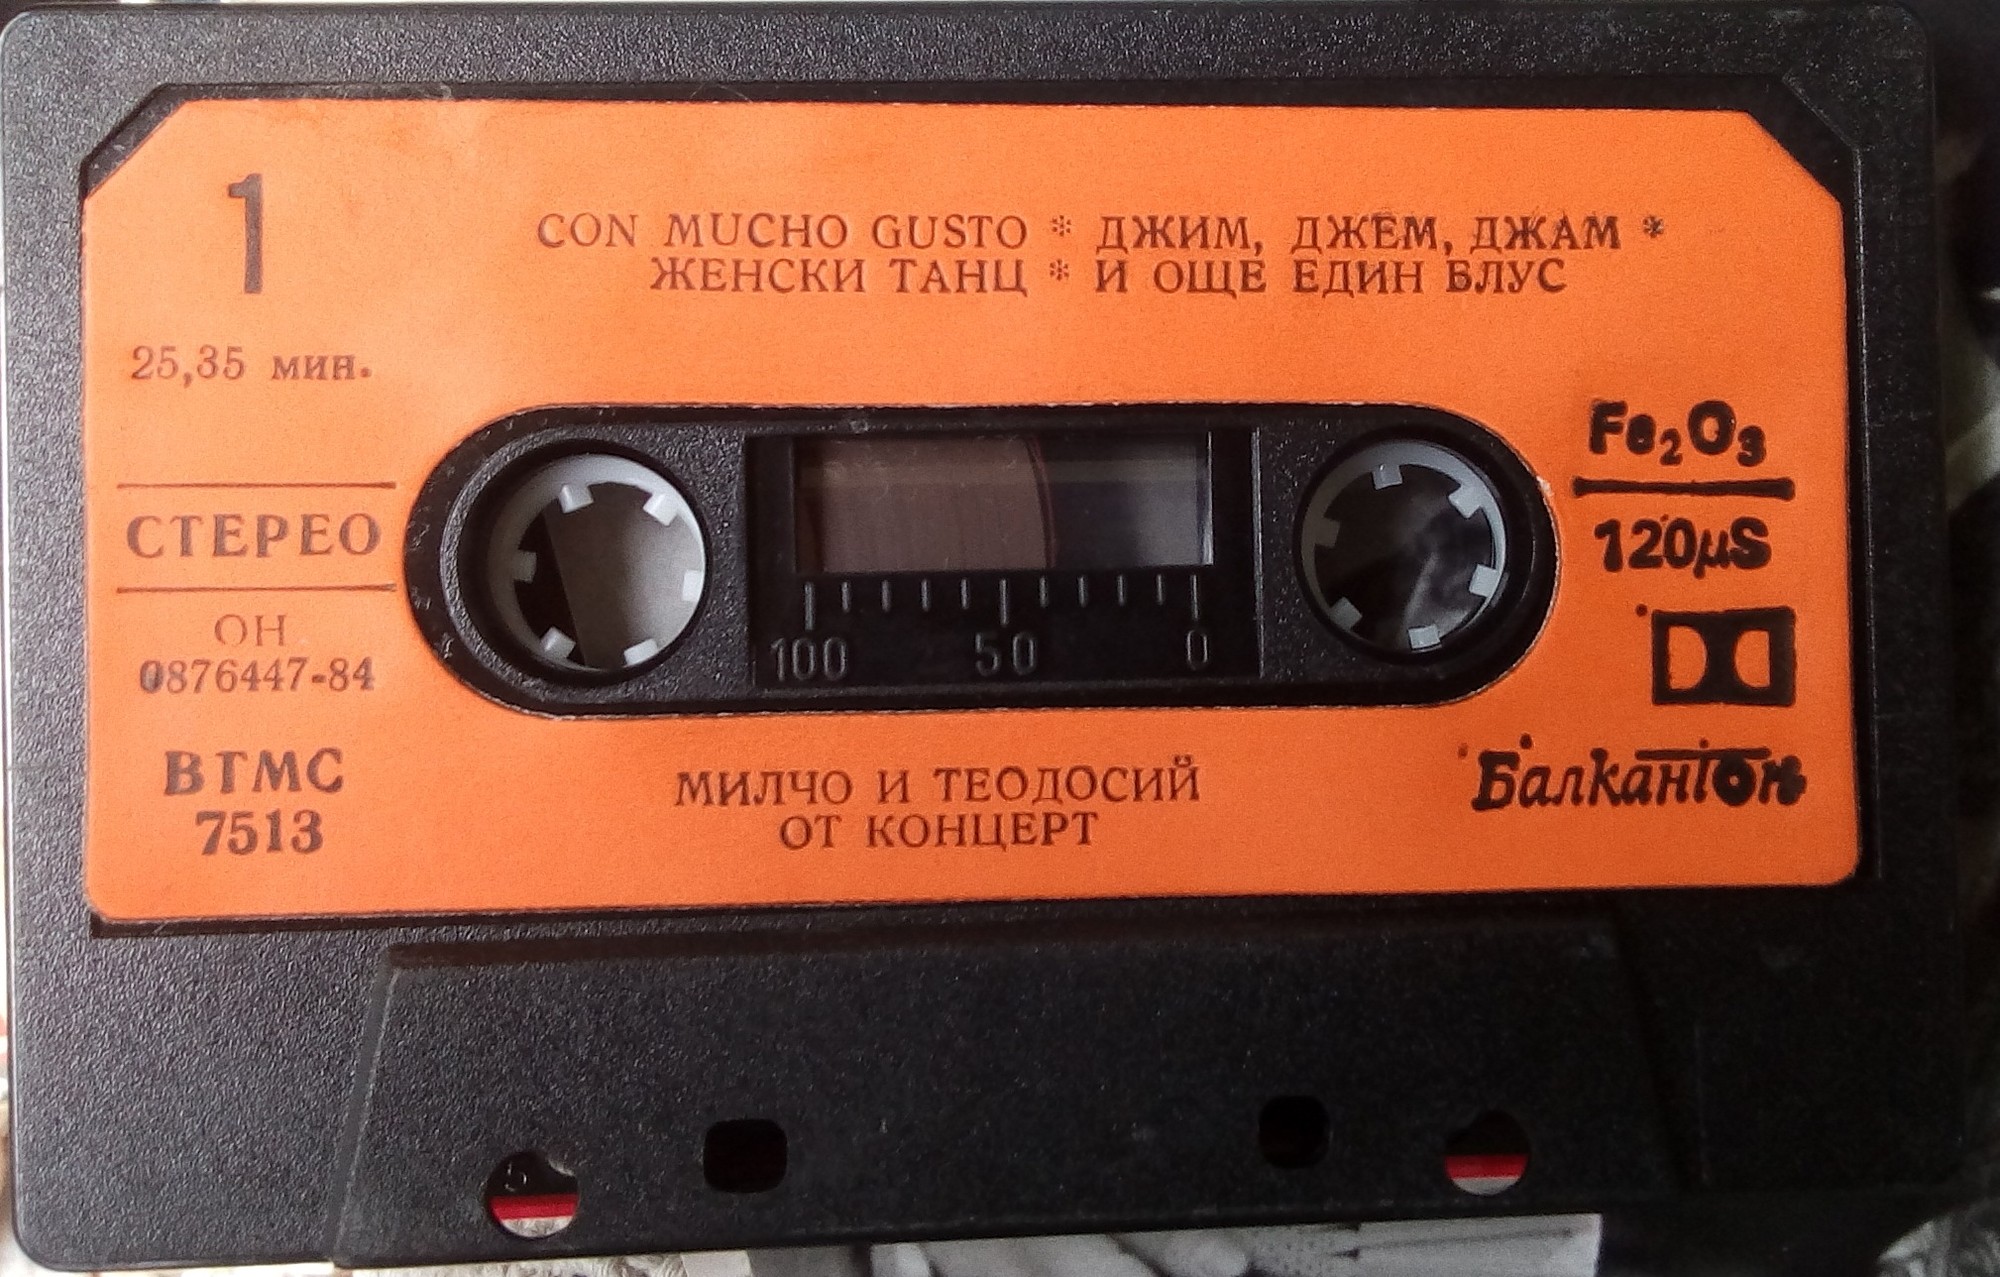 1
CON MUCHO GUSTO * ДЖИМ, ДЖЕМ, ДЖАМ *
ЖЕНСКИ ТАНЦ * И ОЩЕ ЕДИН БЛУС
25,35 мин.
СТЕРЕО
ОН
0876447-84
ВТМС
7513
100 50 0
Fe₂O₃
120µS
Балкантон
МИЛЧО И ТЕОДОСИЙ
ОТ КОНЦЕРТ